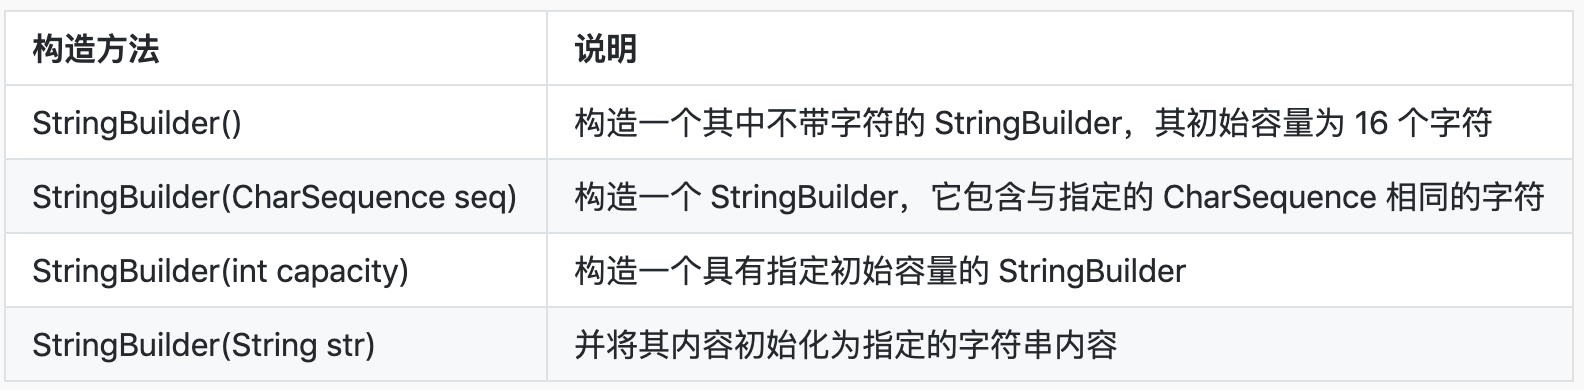 构造方法 说明
StringBuilder() 构造一个其中不带字符的 StringBuilder，其初始容量为 16 个字符
StringBuilder(CharSequence seq) 构造一个 StringBuilder，它包含与指定的 CharSequence 相同的字符
StringBuilder(int capacity) 构造一个具有指定初始容量的 StringBuilder
StringBuilder(String str) 并将其内容初始化为指定的字符串内容